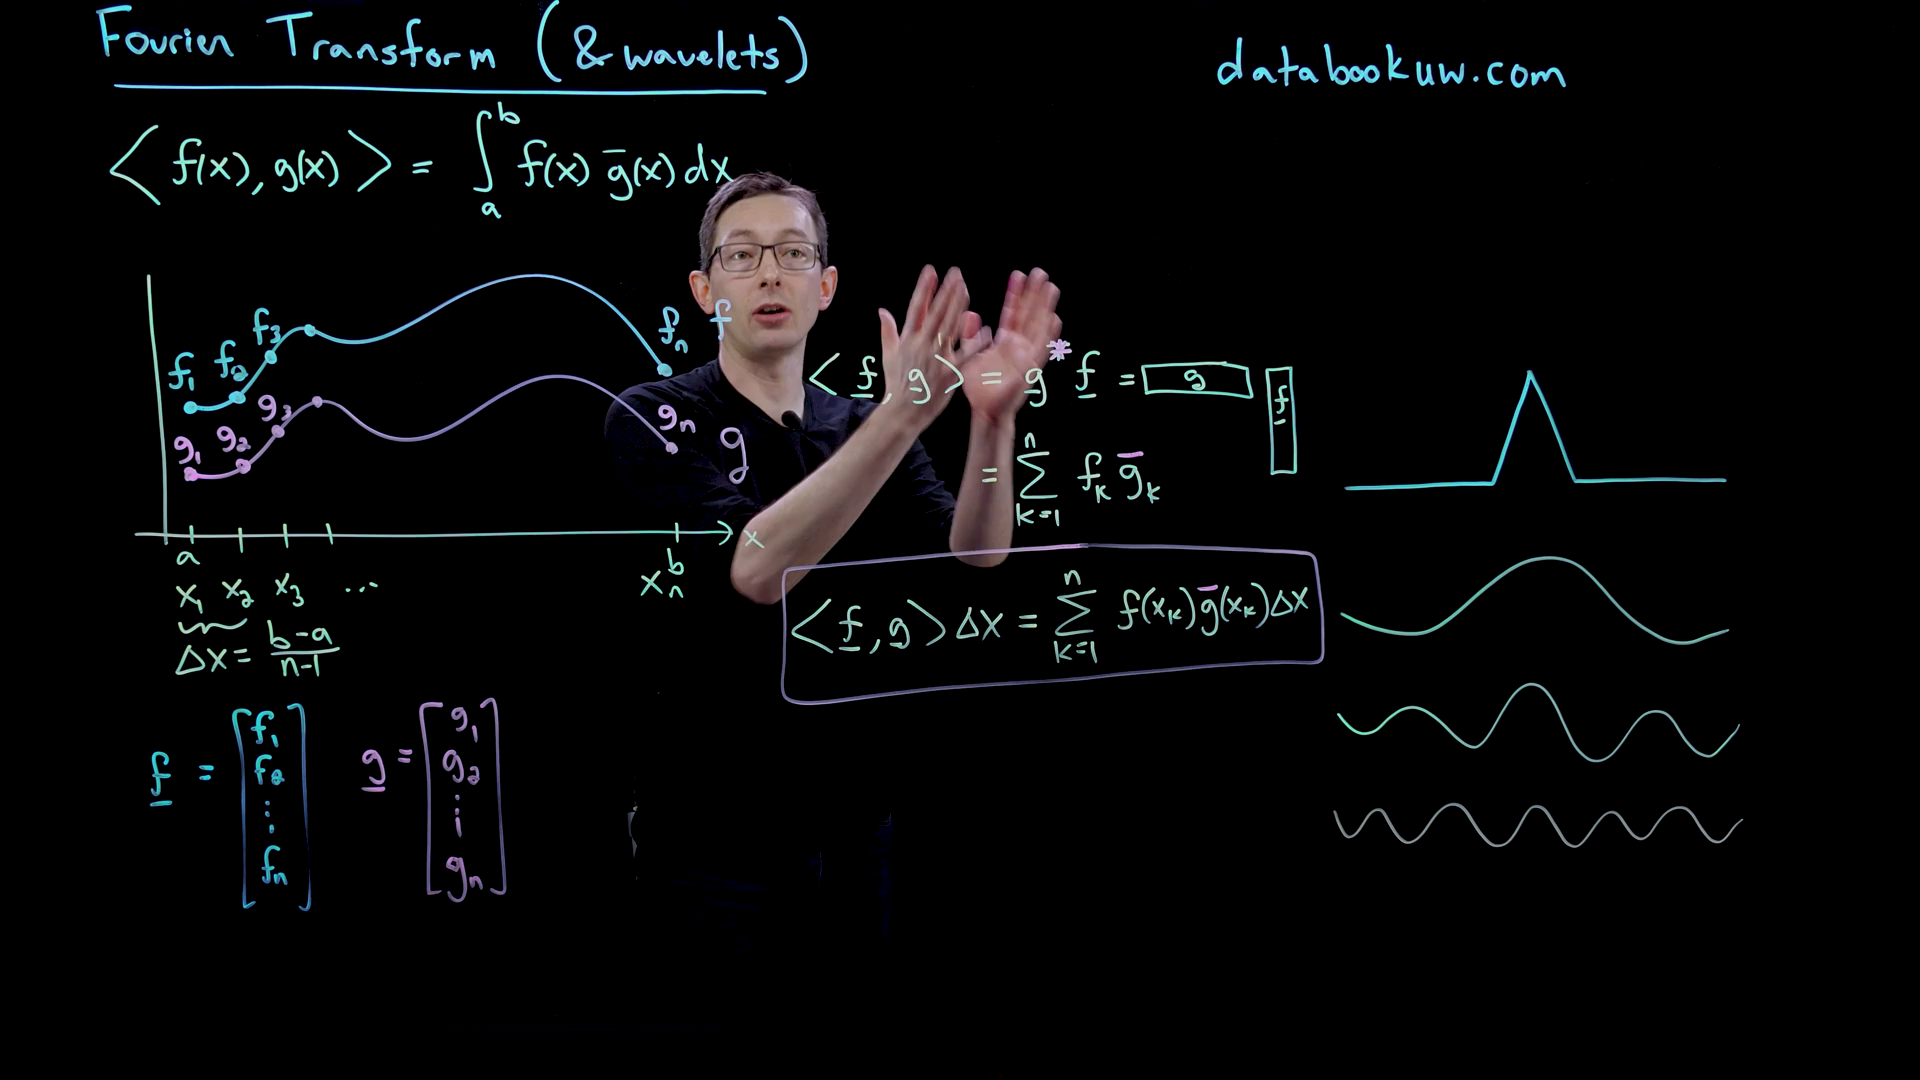 Fourier Transform (& wavelets)
databookuw.com
⟨f(x), g(x)⟩ = ∫ₐᵇ f(x) ḡ(x) dx
f₁ f₂ f₃ fₙ f
g₁ g₂ g₃ gₙ g
x
a b
x₁ x₂ x₃ ... xₙ
Δx = (b-a)/(n-1)
f = [f₁ f₂ ⋮ fₙ]
g = [g₁ g₂ ⋮ gₙ]
⟨f, g⟩ = g* f = g f
= Σₖ₌₁ⁿ fₖ ḡₖ
⟨f, g⟩Δx = Σₖ₌₁ⁿ f(xₖ) ḡ(xₖ)Δx